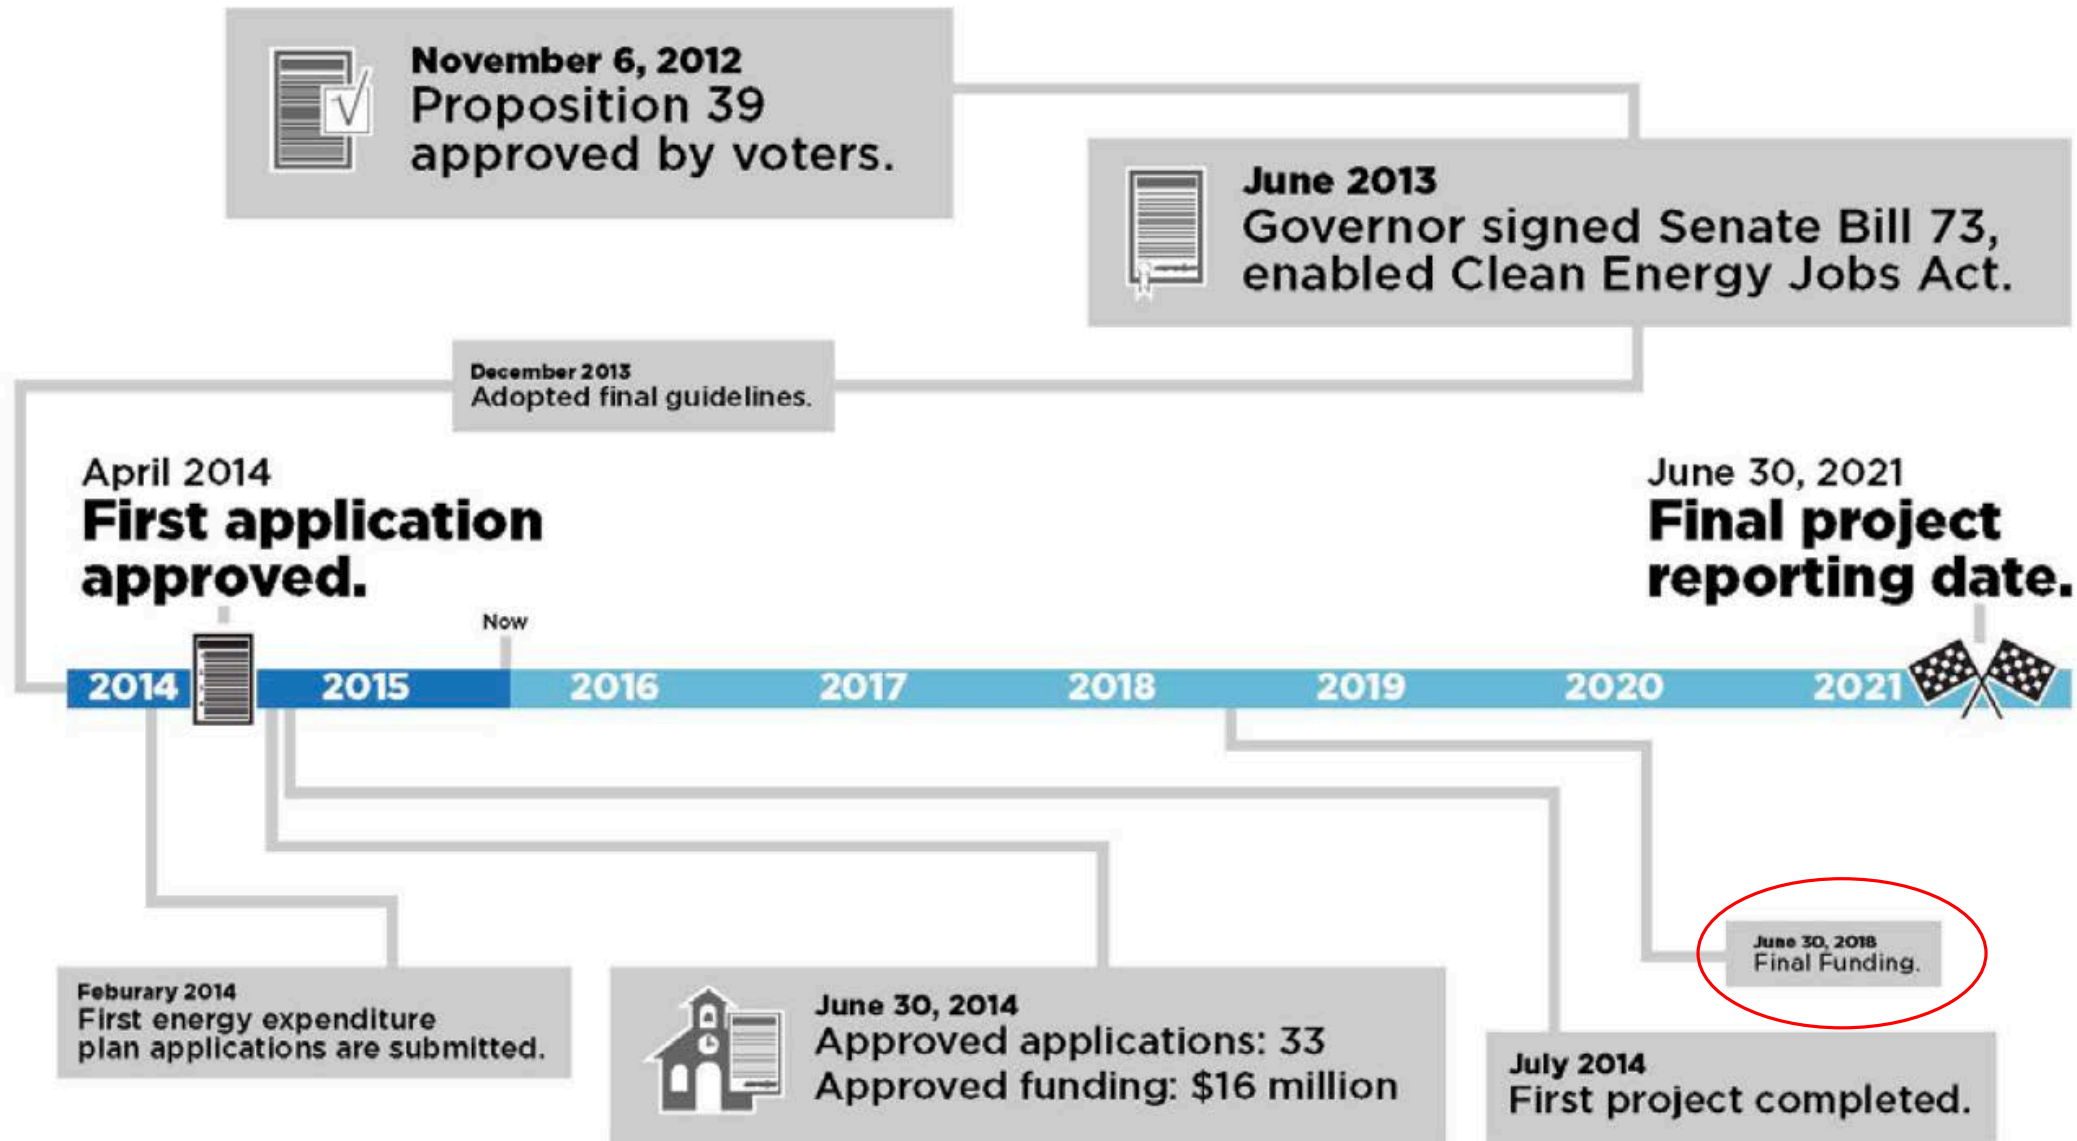 November 6, 2012
Proposition 39
approved by voters.
June 2013
Governor signed Senate Bill 73,
enabled Clean Energy Jobs Act.
December 2013
Adopted final guidelines.
April 2014
First application
approved.
June 30, 2021
Final project
reporting date.
Now
2014 2015 2016 2017 2018 2019 2020 2021
Feburary 2014
First energy expenditure
plan applications are submitted.
June 30, 2014
Approved applications: 33
Approved funding: $16 million
June 30, 2018
Final Funding.
July 2014
First project completed.